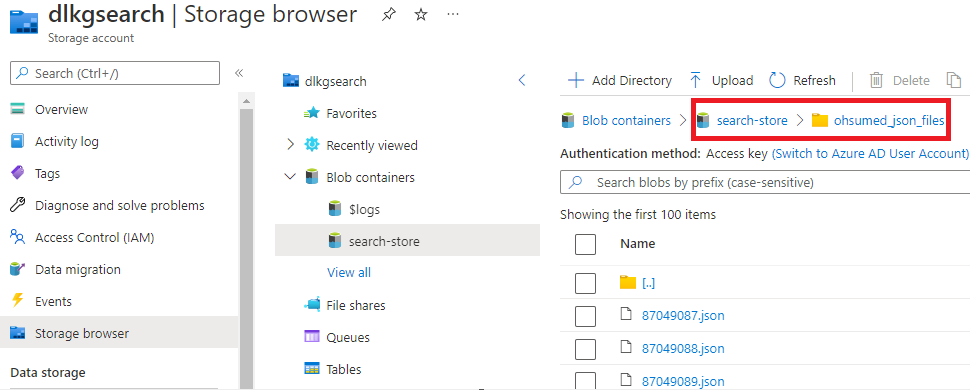 dlkgsearch | Storage browser
Storage account
Search (Ctrl+/)
Overview
Activity log
Tags
Diagnose and solve problems
Access Control (IAM)
Data migration
Events
Storage browser
Data storage
dlkgsearch
Favorites
Recently viewed
Blob containers
$logs
search-store
View all
File shares
Queues
Tables
Add Directory Upload Refresh Delete
Blob containers > search-store > ohsumed_json_files
Authentication method: Access key (Switch to Azure AD User Account)
Search blobs by prefix (case-sensitive)
Showing the first 100 items
Name
[..]
87049087.json
87049088.json
87049089.json